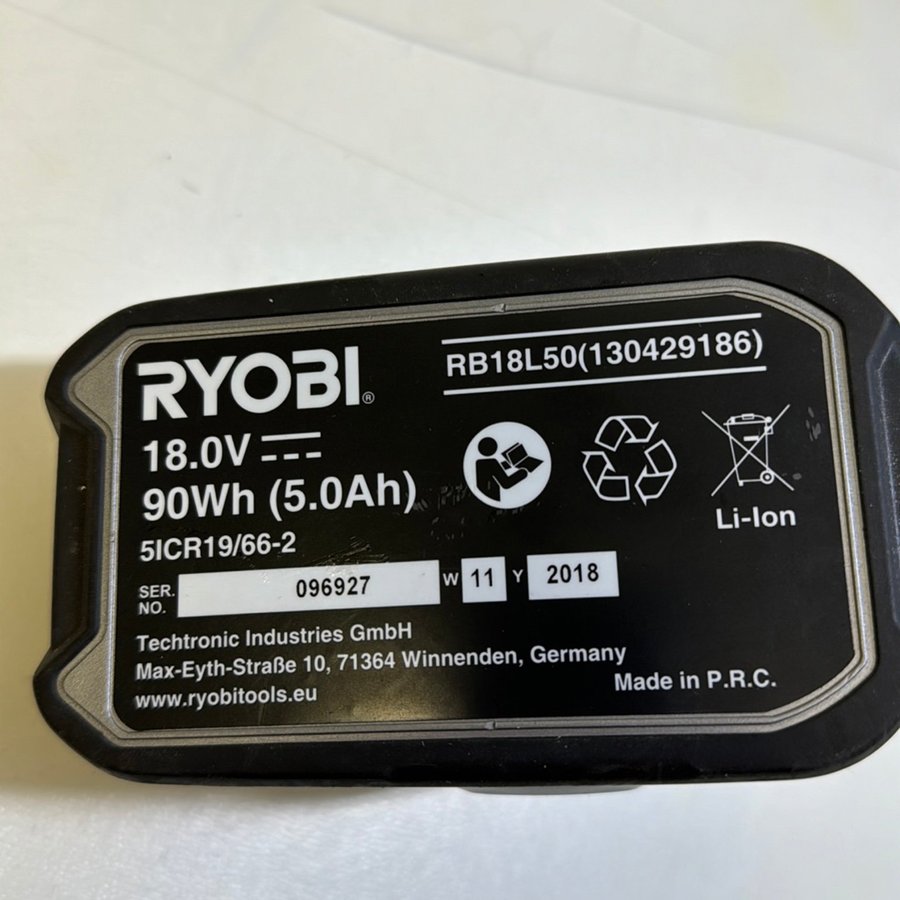 RYOBI®
RB18L50(130429186)
18.0V
90Wh (5.0Ah)
5ICR19/66-2
Li-Ion
SER. NO. 096927 W 11 Y 2018
Techtronic Industries GmbH
Max-Eyth-Straße 10, 71364 Winnenden, Germany
www.ryobitools.eu
Made in P.R.C.